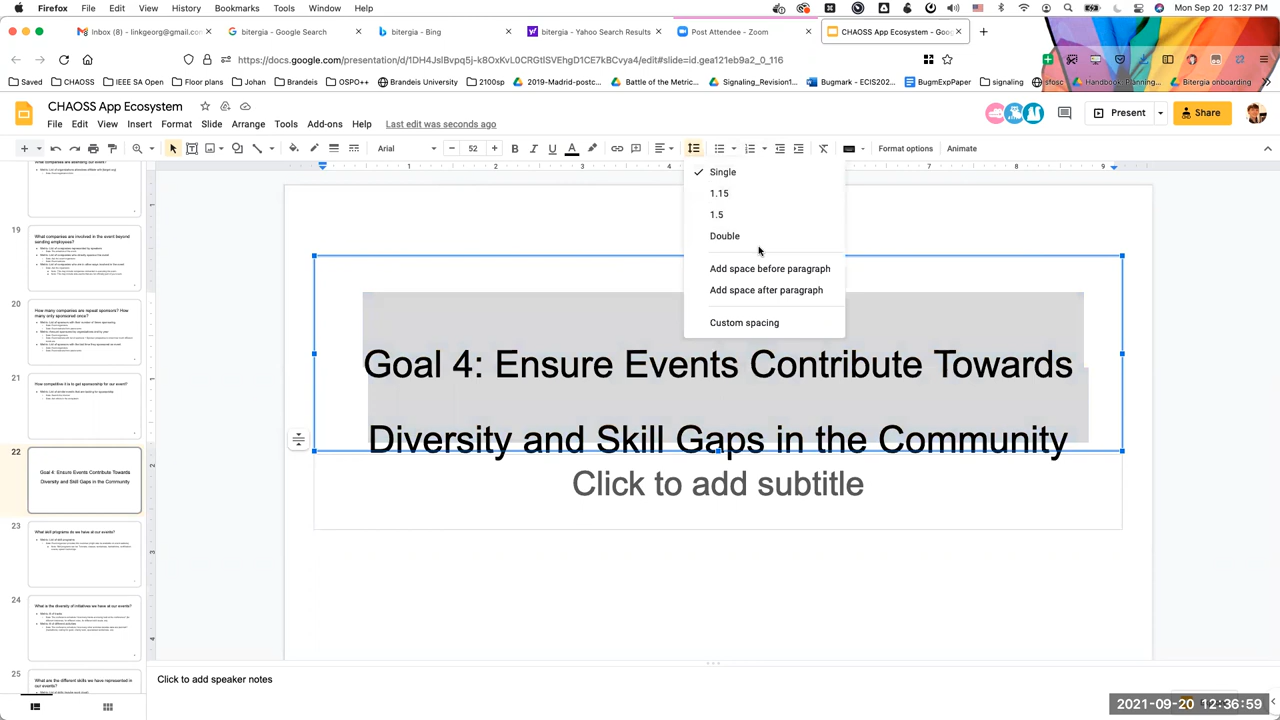 Firefox File Edit View History Bookmarks Tools Window Help Mon Sep 20 12:37 PM
Inbox (8) - linkgeorg@gmail.co
bitergia - Google Search
bitergia - Bing
bitergia - Yahoo Search Results
Post Attendee - Zoom
CHAOSS App Ecosystem - Goo
https://docs.google.com/presentation/d/1DH4JsIBvpq5j-k8OxKvL0CRGtlSVEhgD1CE7kBCvya4/edit#slide=id.gea121eb9a2_0_116
Saved CHAOSS IEEE SA Open Floor plans Johan Brandeis OSPO++ Brandeis University 2100sp 2019-Madrid-postc... Battle of the Metric... Signaling_Revision1... Bugmark - ECIS202... BugmExpPaper signaling sfosc Handbook-Planning... Bitergia onboarding
CHAOSS App Ecosystem
File Edit View Insert Format Slide Arrange Tools Add-ons Help Last edit was seconds ago
Present Share
Arial 52 B I U A Format options Animate
Single
1.15
1.5
Double
Add space before paragraph
Add space after paragraph
Custom spacing
Goal 4: Ensure Events Contribute Towards
Diversity and Skill Gaps in the Community
Click to add subtitle
19
What companies are involved in the event beyond
sending employees?
20
How many companies are repeat sponsors? How
many only sponsored once?
21
How competitive it is to get sponsorship for our event?
22
Goal 4: Ensure Events Contribute Towards
Diversity and Skill Gaps in the Community
23
What skill programs do we have at our events?
24
What is the diversity of initiatives we have at our events?
25
What are the different skills we have represented in
our events?
Click to add speaker notes
2021-09-20 12:36:59